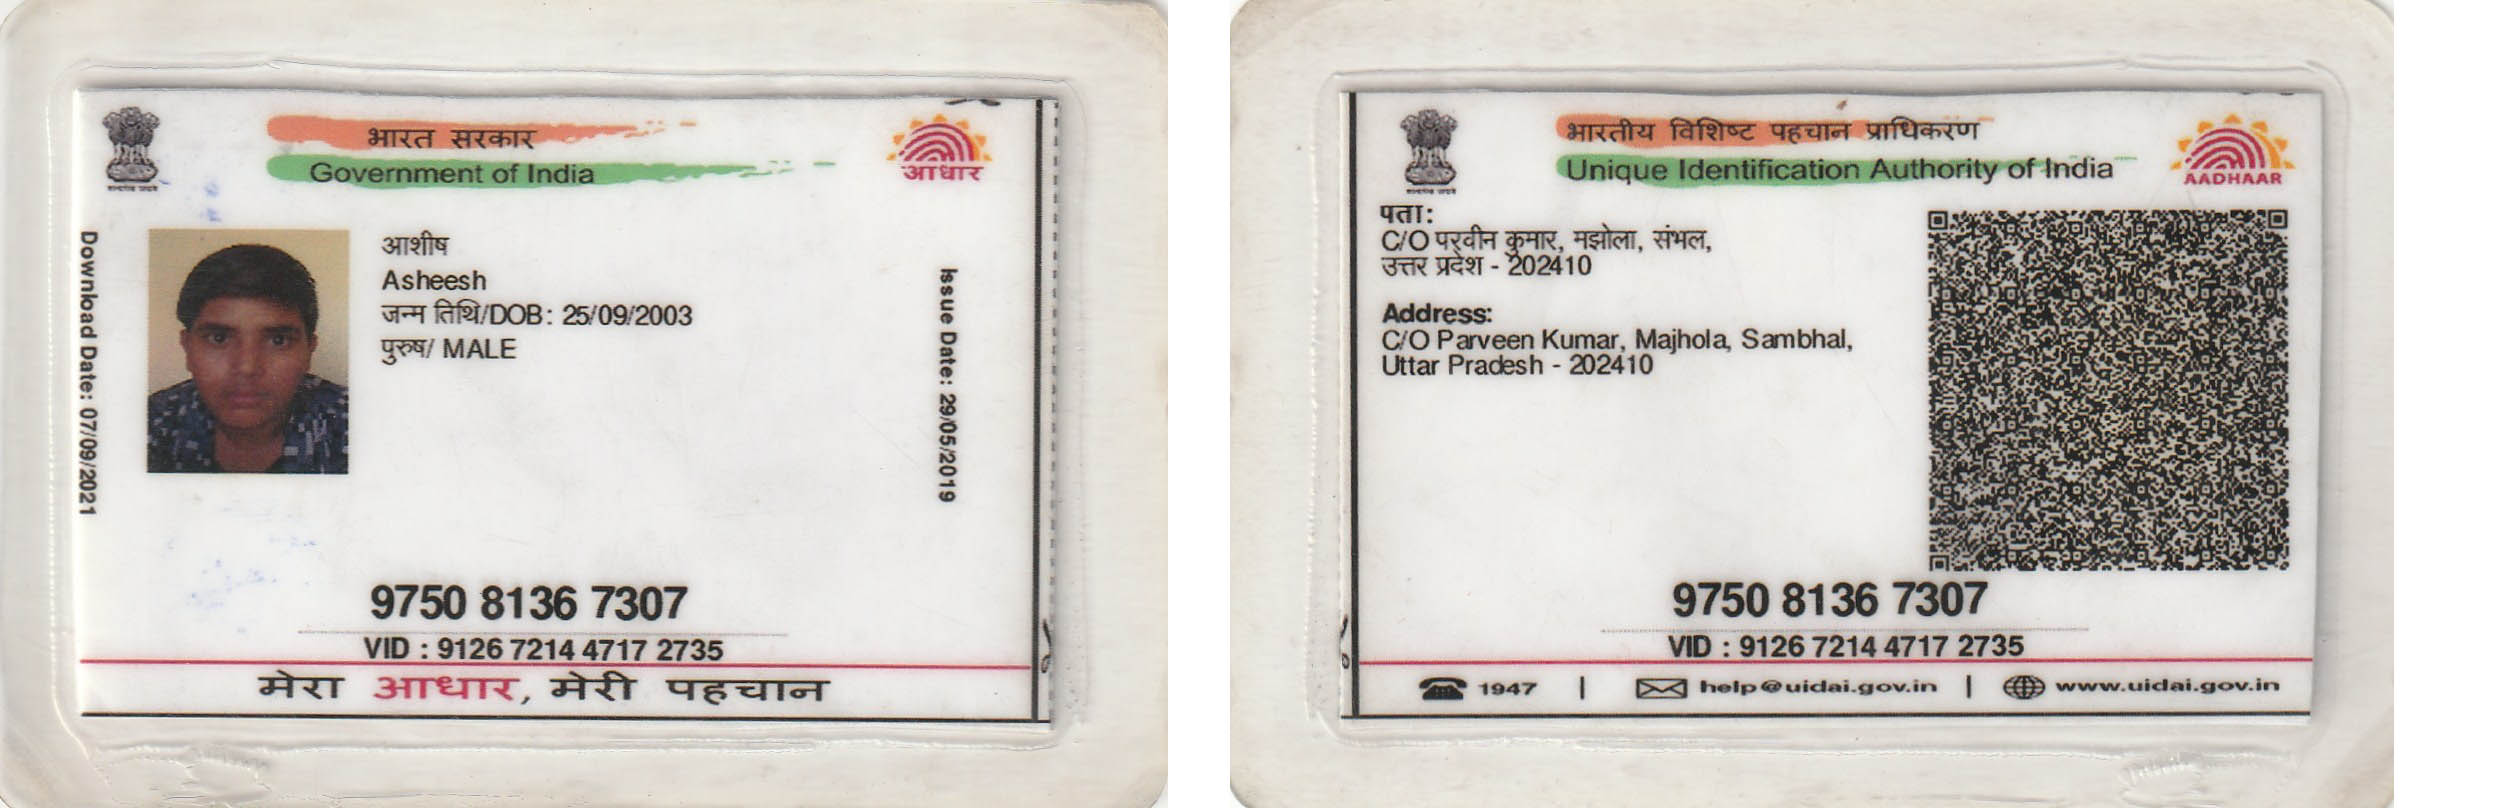 भारत सरकार
Government of India
आधार
Download Date: 07/09/2021
आशीष
Asheesh
जन्म तिथि/DOB: 25/09/2003
पुरुष/ MALE
Issue Date: 29/05/2019
9750 8136 7307
VID : 9126 7214 4717 2735
मेरा आधार, मेरी पहचान
भारतीय विशिष्ट पहचान प्राधिकरण
Unique Identification Authority of India
AADHAAR
पता:
C/O परवीन कुमार, मझोला, संभल,
उत्तर प्रदेश - 202410
Address:
C/O Parveen Kumar, Majhola, Sambhal,
Uttar Pradesh - 202410
9750 8136 7307
VID : 9126 7214 4717 2735
1947 | help@uidai.gov.in | www.uidai.gov.in